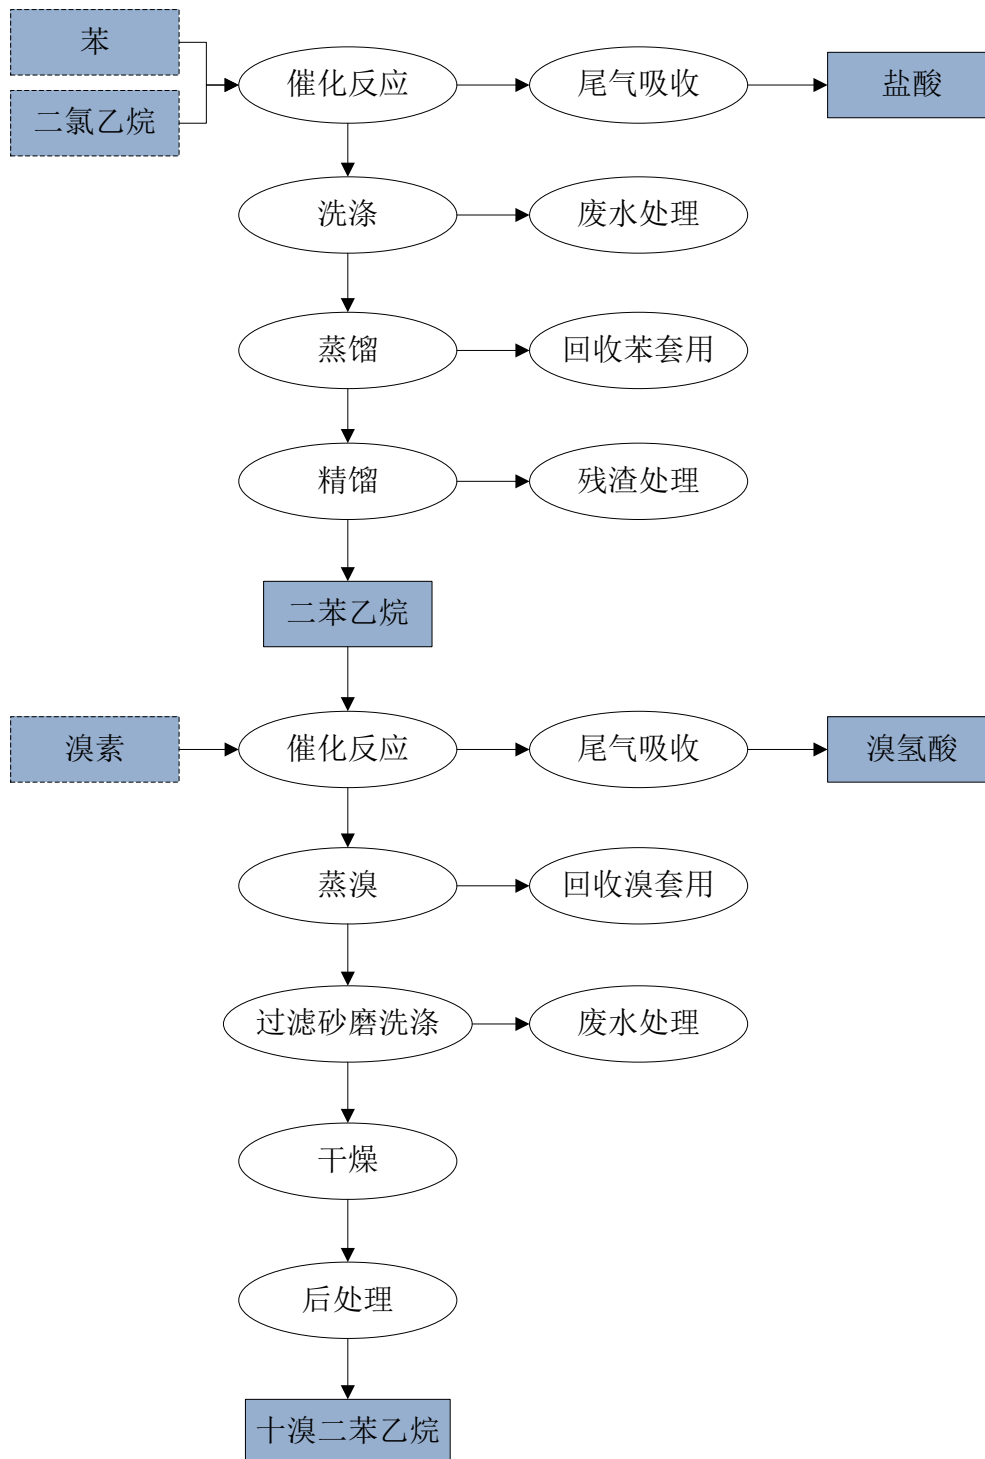 苯
二氯乙烷
催化反应
尾气吸收
盐酸
洗涤
废水处理
蒸馏
回收苯套用
精馏
残渣处理
二苯乙烷
溴素
催化反应
尾气吸收
溴氢酸
蒸溴
回收溴套用
过滤砂磨洗涤
废水处理
干燥
后处理
十溴二苯乙烷